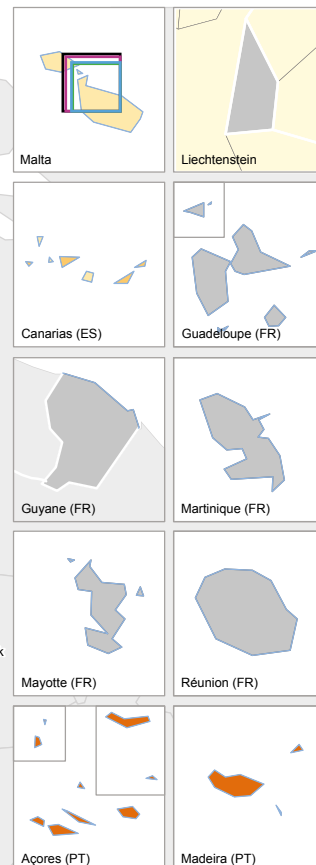 Malta
Liechtenstein
Canarias (ES)
Guadeloupe (FR)
Guyane (FR)
Martinique (FR)
k
Mayotte (FR)
Réunion (FR)
Açores (PT)
Madeira (PT)